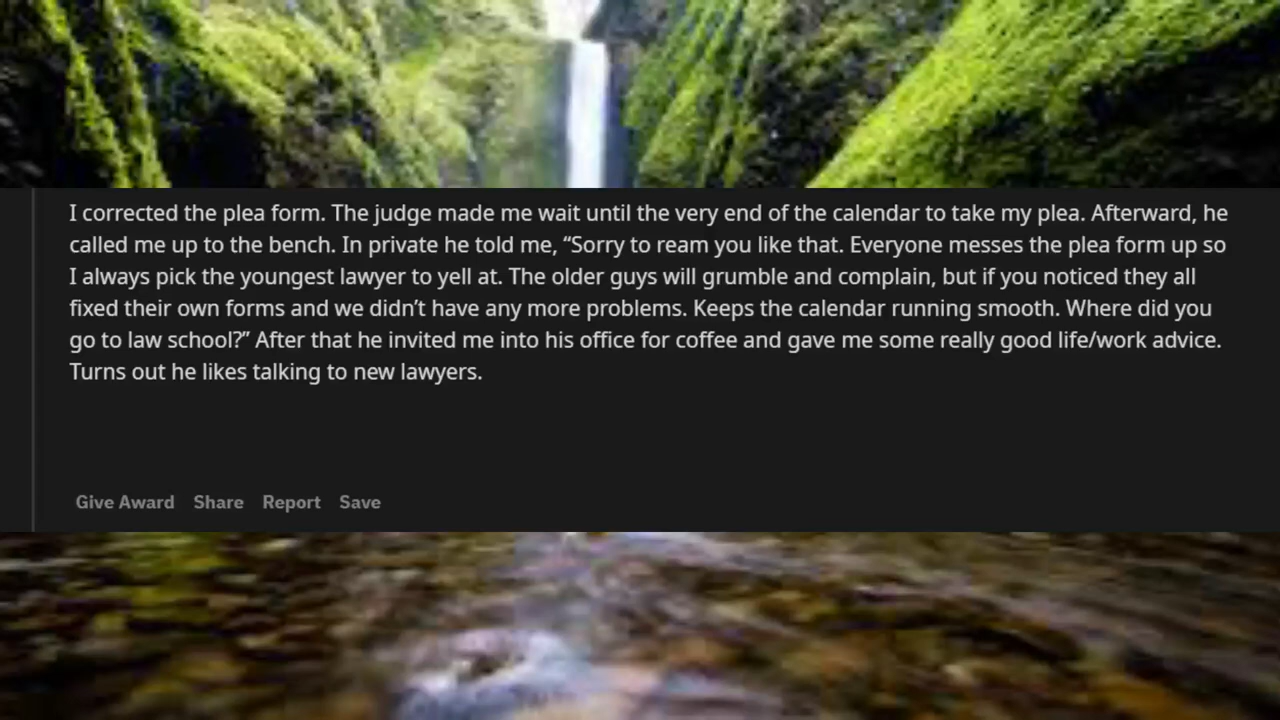 I corrected the plea form. The judge made me wait until the very end of the calendar to take my plea. Afterward, he
called me up to the bench. In private he told me, “Sorry to ream you like that. Everyone messes the plea form up so
I always pick the youngest lawyer to yell at. The older guys will grumble and complain, but if you noticed they all
fixed their own forms and we didn’t have any more problems. Keeps the calendar running smooth. Where did you
go to law school?” After that he invited me into his office for coffee and gave me some really good life/work advice.
Turns out he likes talking to new lawyers.
Give Award Share Report Save